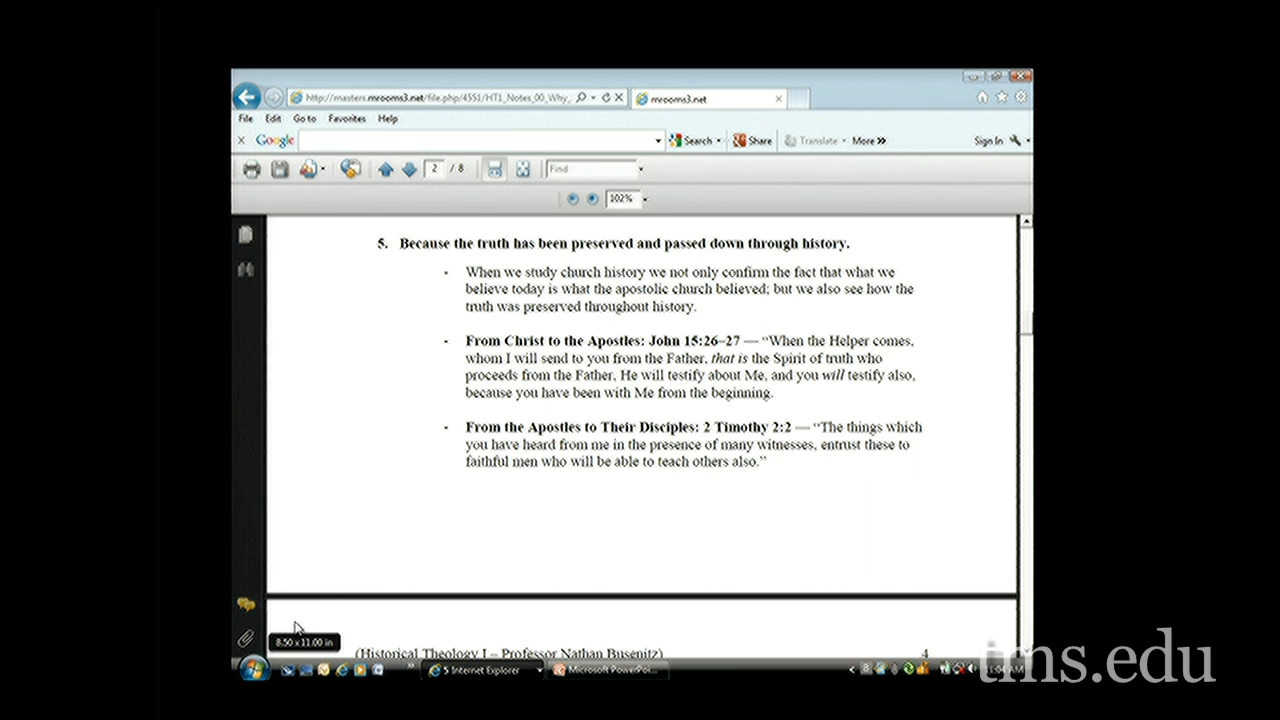 http://masters.mrooms3.net/file.php/4551/HT1_Notes_00_Why_
mrooms3.net
File Edit Go to Favorites Help
x Google Search Share Translate More » Sign In
2 / 8 Find
102%
5. Because the truth has been preserved and passed down through history.
- When we study church history we not only confirm the fact that what we
believe today is what the apostolic church believed; but we also see how the
truth was preserved throughout history.
- From Christ to the Apostles: John 15:26–27 — “When the Helper comes,
whom I will send to you from the Father, that is the Spirit of truth who
proceeds from the Father, He will testify about Me, and you will testify also,
because you have been with Me from the beginning.
- From the Apostles to Their Disciples: 2 Timothy 2:2 — “The things which
you have heard from me in the presence of many witnesses, entrust these to
faithful men who will be able to teach others also.”
8.50 x 11.00 in
(Historical Theology I – Professor Nathan Busenitz) 4
5 Internet Explorer Microsoft PowerPoi...
11:04 AM
tms.edu